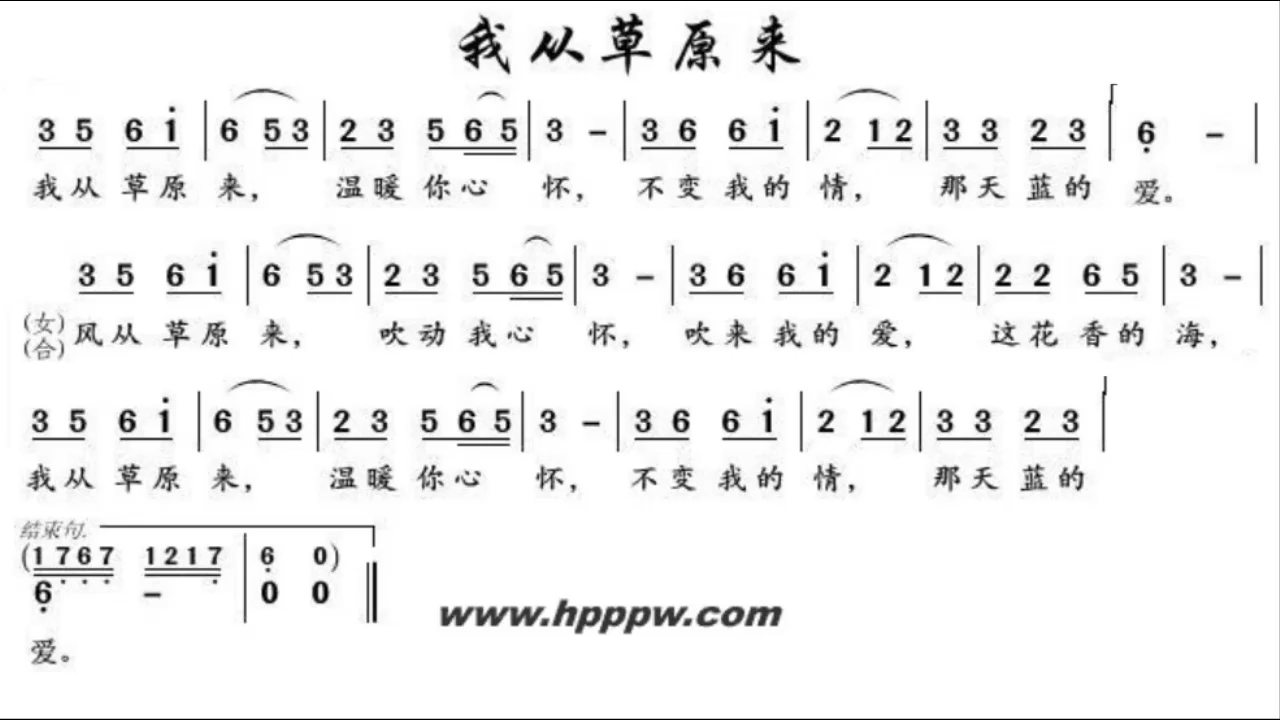 我从草原来
3 5 6 i | 6 5 3 | 2 3 5 6 5 | 3 – | 3 6 6 i | 2 1 2 | 3 3 2 3 | 6 – |
我从 草原 来, 温暖 你心 怀, 不变 我的 情, 那天 蓝的 爱。
3 5 6 i | 6 5 3 | 2 3 5 6 5 | 3 – | 3 6 6 i | 2 1 2 | 2 2 6 5 | 3 – |
(女)
(合) 风从 草原 来, 吹动 我心 怀, 吹来 我的 爱, 这花 香的 海,
3 5 6 i | 6 5 3 | 2 3 5 6 5 | 3 – | 3 6 6 i | 2 1 2 | 3 3 2 3 |
我从 草原 来, 温暖 你心 怀, 不变 我的 情, 那天 蓝的
结束句.
(1 7 6 7 1 2 1 7 | 6 0)
6 – | 0 0 ‖
www.hpppw.com
爱。